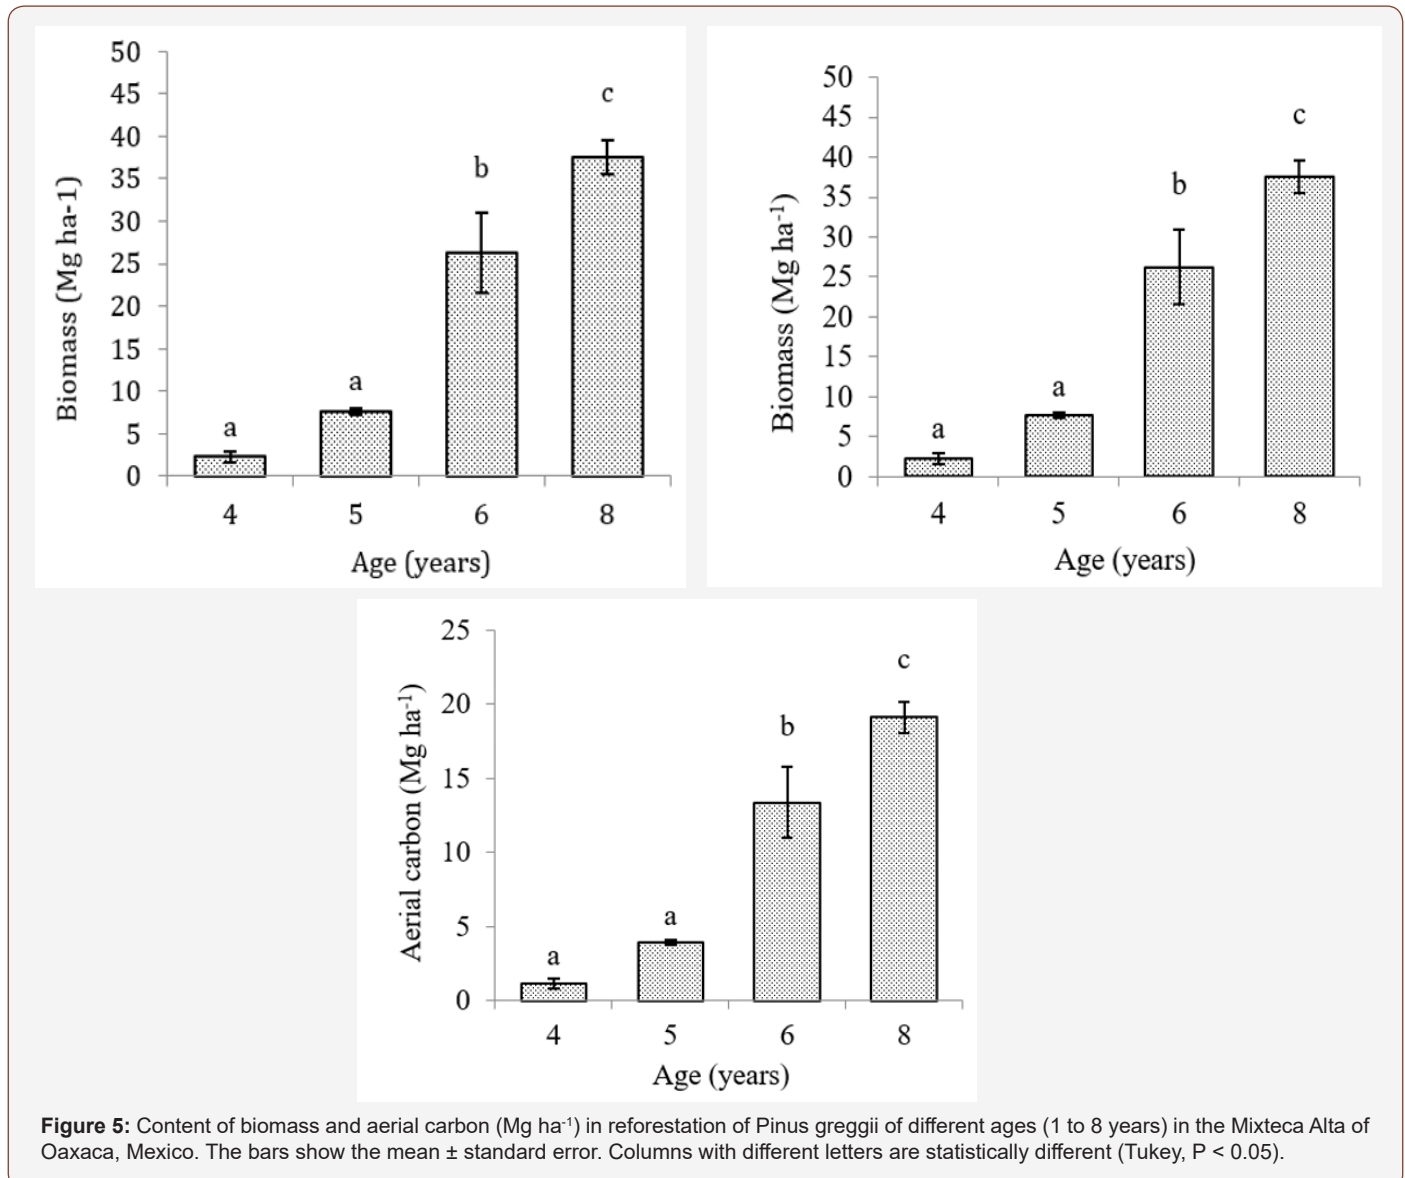 50
45
40
35
30
25
20
15
10
5
0
Biomass (Mg ha-1)
a
a
b
c
4 5 6 8
Age (years)
50
45
40
35
30
25
20
15
10
5
0
Biomass (Mg ha⁻¹)
a
a
b
c
4 5 6 8
Age (years)
25
20
15
10
5
0
Aerial carbon (Mg ha⁻¹)
a
a
b
c
4 5 6 8
Age (years)
Figure 5: Content of biomass and aerial carbon (Mg ha⁻¹) in reforestation of Pinus greggii of different ages (1 to 8 years) in the Mixteca Alta of
Oaxaca, Mexico. The bars show the mean ± standard error. Columns with different letters are statistically different (Tukey, P < 0.05).